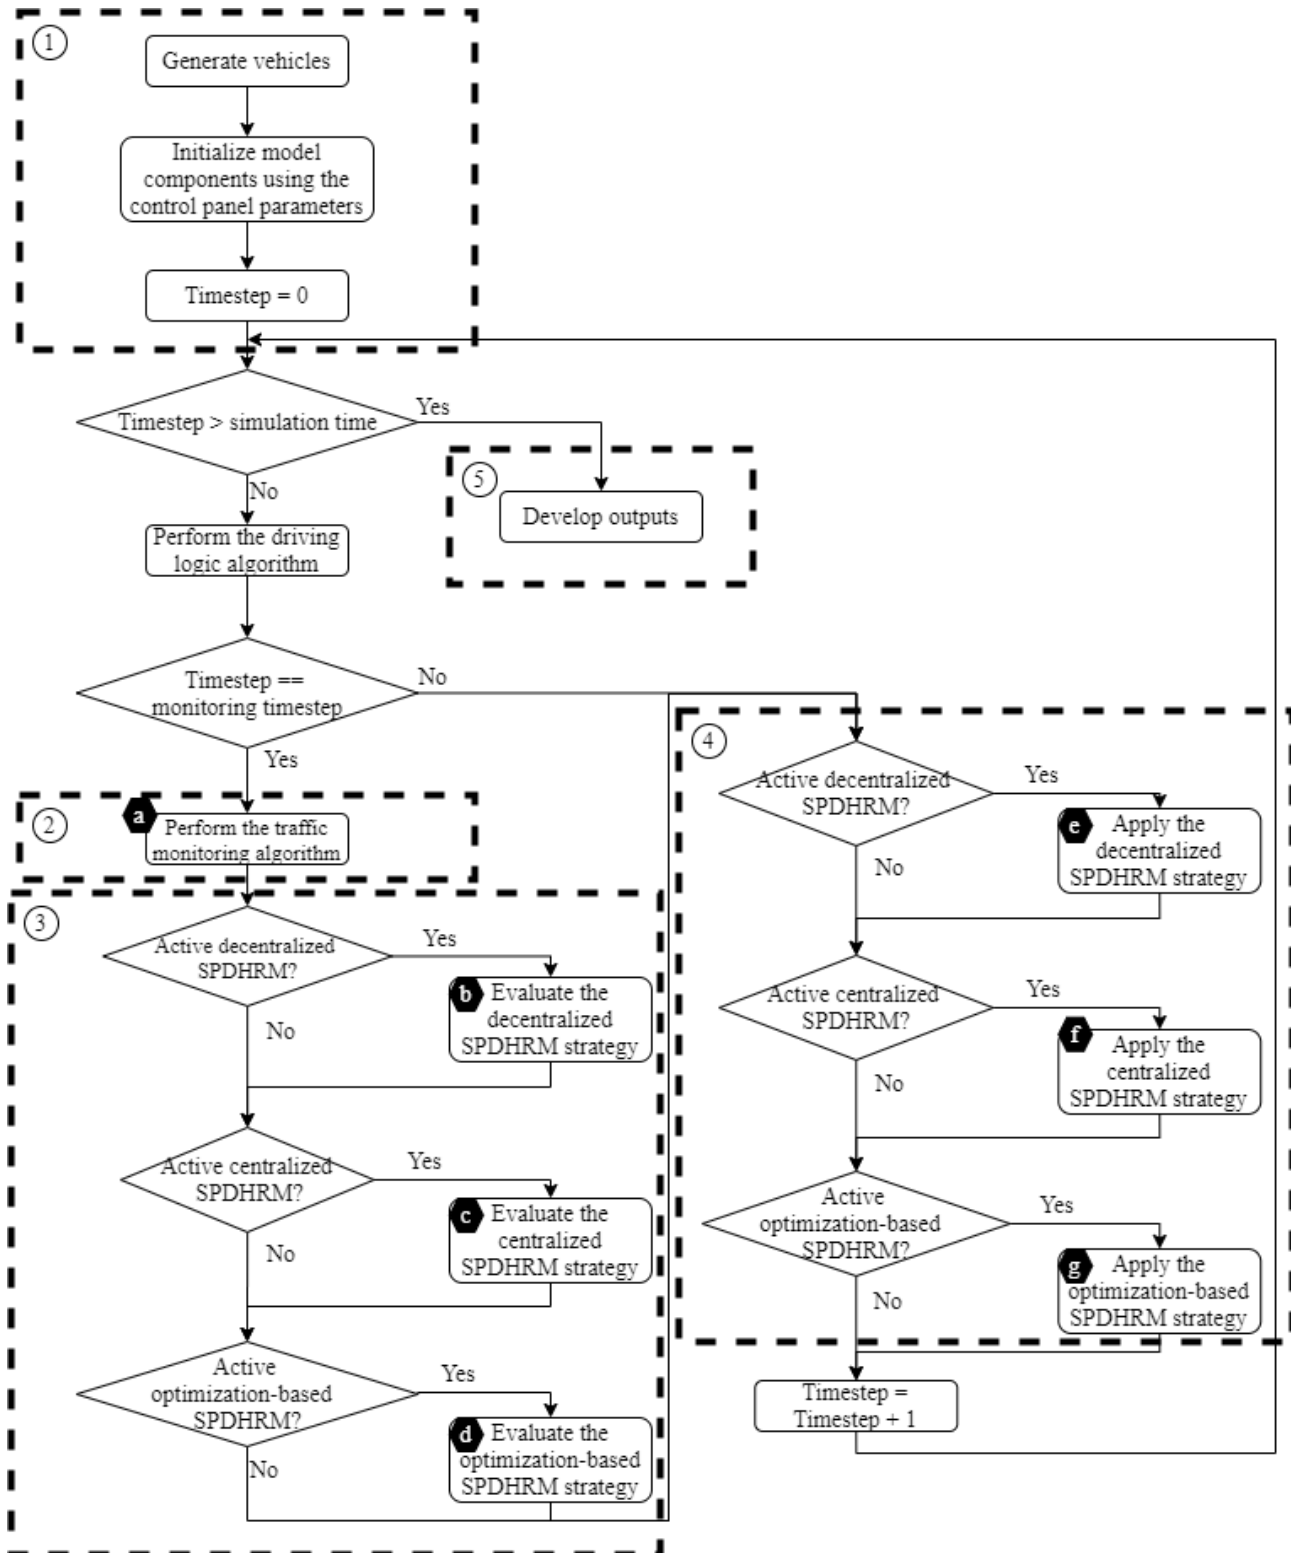 1
Generate vehicles
Initialize model
components using the
control panel parameters
Timestep = 0
Timestep > simulation time
Yes
No
5
Develop outputs
Perform the driving
logic algorithm
Timestep ==
monitoring timestep
No
Yes
2
a
Perform the traffic
monitoring algorithm
3
Active decentralized
SPDHRM?
Yes
No
b
Evaluate the
decentralized
SPDHRM strategy
Active centralized
SPDHRM?
Yes
No
c
Evaluate the
centralized
SPDHRM strategy
Active
optimization-based
SPDHRM?
Yes
No
d
Evaluate the
optimization-based
SPDHRM strategy
4
Active decentralized
SPDHRM?
Yes
No
e
Apply the
decentralized
SPDHRM strategy
Active centralized
SPDHRM?
Yes
No
f
Apply the
centralized
SPDHRM strategy
Active
optimization-based
SPDHRM?
Yes
No
g
Apply the
optimization-based
SPDHRM strategy
Timestep =
Timestep + 1